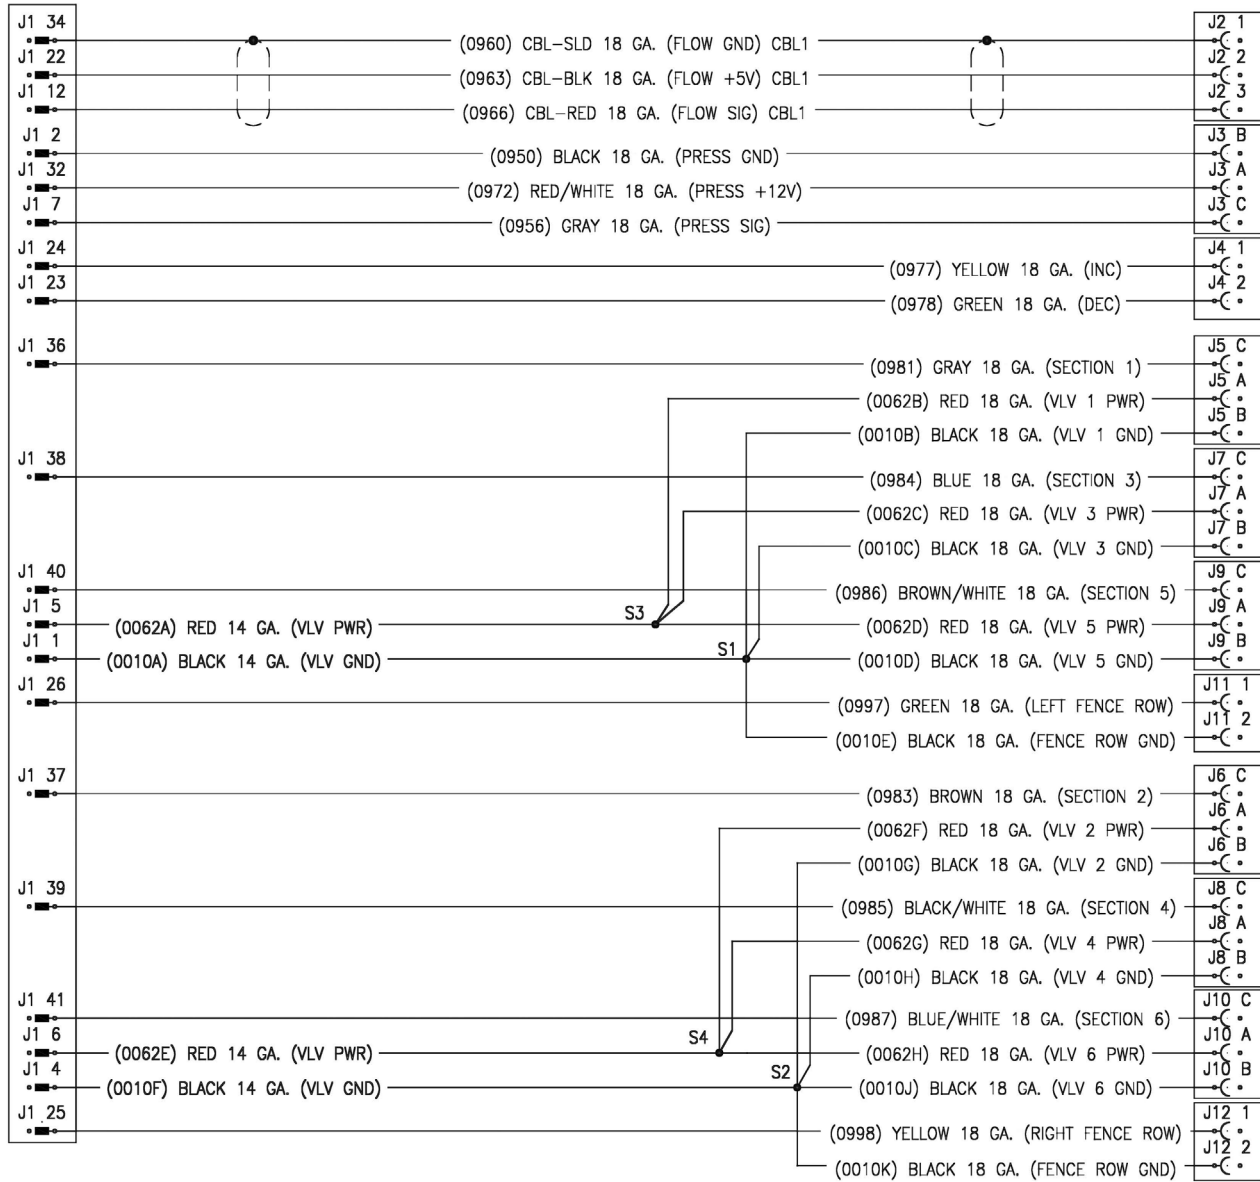 J1 34 (0960) CBL-SLD 18 GA. (FLOW GND) CBL1 J2 1
J1 22 (0963) CBL-BLK 18 GA. (FLOW +5V) CBL1 J2 2
J1 12 (0966) CBL-RED 18 GA. (FLOW SIG) CBL1 J2 3
J1 2 (0950) BLACK 18 GA. (PRESS GND) J3 B
J1 32 (0972) RED/WHITE 18 GA. (PRESS +12V) J3 A
J1 7 (0956) GRAY 18 GA. (PRESS SIG) J3 C
J1 24 (0977) YELLOW 18 GA. (INC) J4 1
J1 23 (0978) GREEN 18 GA. (DEC) J4 2
J1 36 (0981) GRAY 18 GA. (SECTION 1) J5 C
(0062B) RED 18 GA. (VLV 1 PWR) J5 A
(0010B) BLACK 18 GA. (VLV 1 GND) J5 B
J1 38 (0984) BLUE 18 GA. (SECTION 3) J7 C
(0062C) RED 18 GA. (VLV 3 PWR) J7 A
(0010C) BLACK 18 GA. (VLV 3 GND) J7 B
J1 40 (0986) BROWN/WHITE 18 GA. (SECTION 5) J9 C
J1 5 (0062A) RED 14 GA. (VLV PWR) S3 (0062D) RED 18 GA. (VLV 5 PWR) J9 A
J1 1 (0010A) BLACK 14 GA. (VLV GND) S1 (0010D) BLACK 18 GA. (VLV 5 GND) J9 B
J1 26 (0997) GREEN 18 GA. (LEFT FENCE ROW) J11 1
(0010E) BLACK 18 GA. (FENCE ROW GND) J11 2
J1 37 (0983) BROWN 18 GA. (SECTION 2) J6 C
(0062F) RED 18 GA. (VLV 2 PWR) J6 A
(0010G) BLACK 18 GA. (VLV 2 GND) J6 B
J1 39 (0985) BLACK/WHITE 18 GA. (SECTION 4) J8 C
(0062G) RED 18 GA. (VLV 4 PWR) J8 A
(0010H) BLACK 18 GA. (VLV 4 GND) J8 B
J1 41 (0987) BLUE/WHITE 18 GA. (SECTION 6) J10 C
J1 6 (0062E) RED 14 GA. (VLV PWR) S4 (0062H) RED 18 GA. (VLV 6 PWR) J10 A
J1 4 (0010F) BLACK 14 GA. (VLV GND) S2 (0010J) BLACK 18 GA. (VLV 6 GND) J10 B
J1 25 (0998) YELLOW 18 GA. (RIGHT FENCE ROW) J12 1
(0010K) BLACK 18 GA. (FENCE ROW GND) J12 2